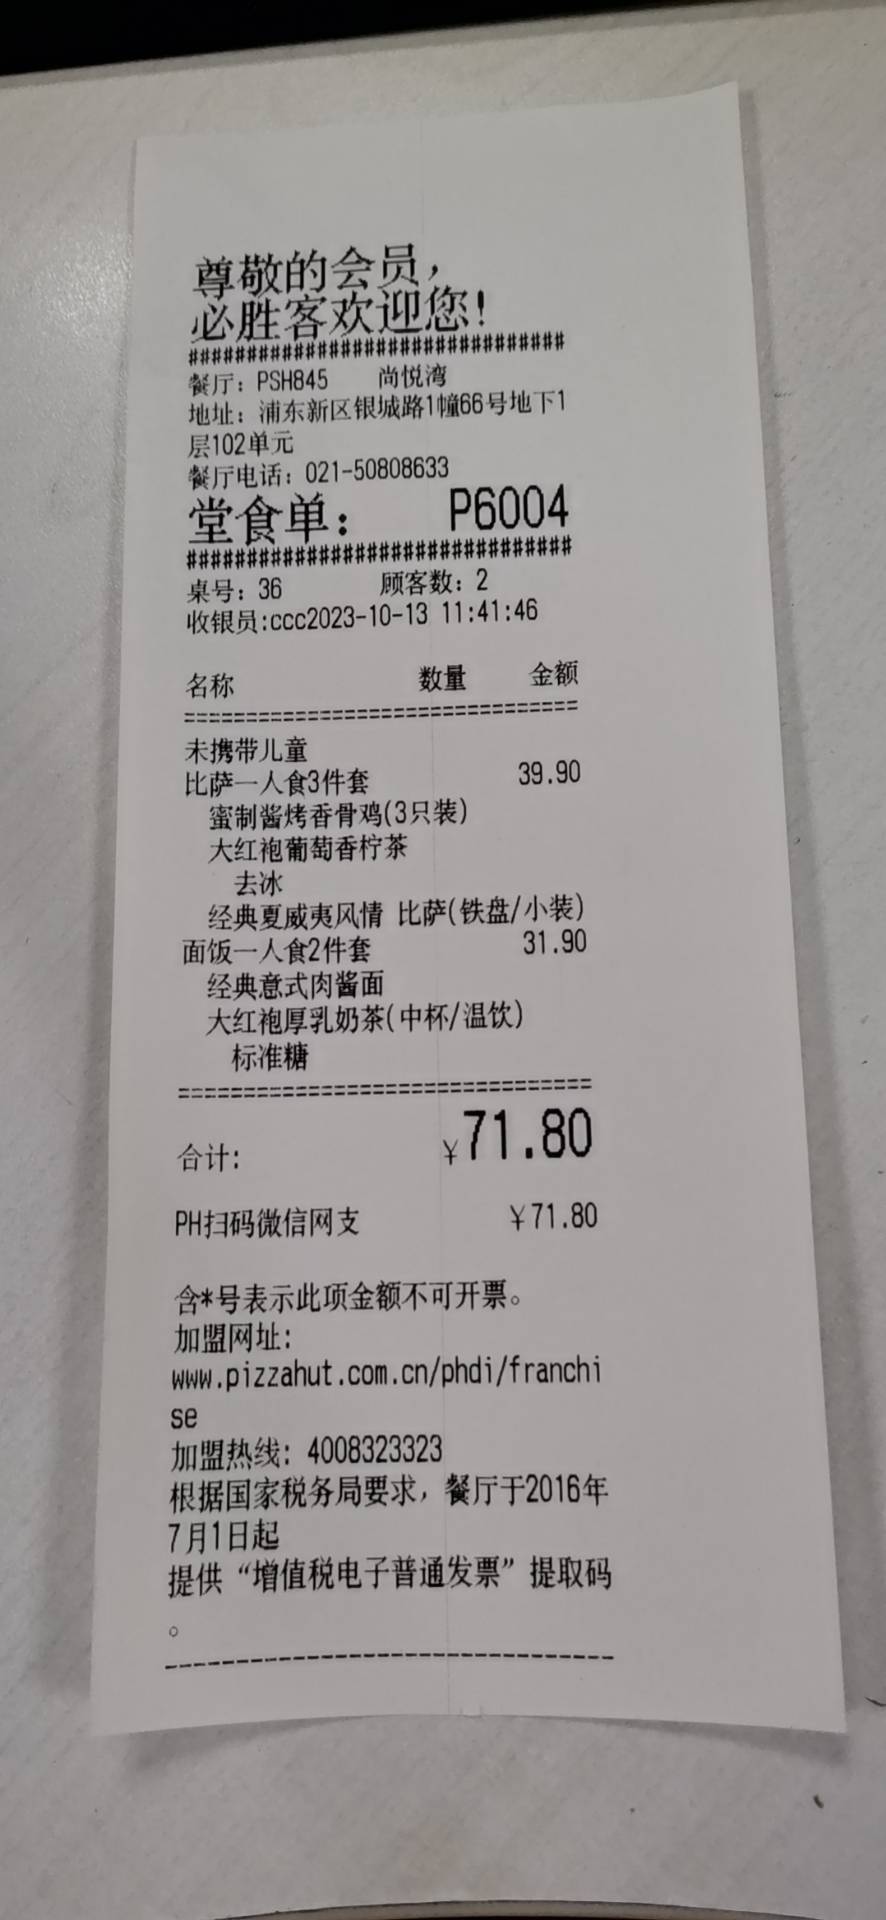 尊敬的会员，
必胜客欢迎您!
################################
餐厅: PSH845 尚悦湾
地址: 浦东新区银城路1幢66号地下1
层102单元
餐厅电话: 021-50808633
堂食单: P6004
################################
桌号: 36 顾客数: 2
收银员:ccc2023-10-13 11:41:46
名称 数量 金额
================================
未携带儿童
比萨一人食3件套 39.90
蜜制酱烤香骨鸡(3只装)
大红袍葡萄香柠茶
去冰
经典夏威夷风情 比萨(铁盘/小装)
面饭一人食2件套 31.90
经典意式肉酱面
大红袍厚乳奶茶(中杯/温饮)
标准糖
================================
合计: ¥71.80
PH扫码微信网支 ¥71.80
含*号表示此项金额不可开票。
加盟网址:
www.pizzahut.com.cn/phdi/franchi
se
加盟热线: 4008323323
根据国家税务局要求，餐厅于2016年
7月1日起
提供“增值税电子普通发票”提取码
。
--------------------------------